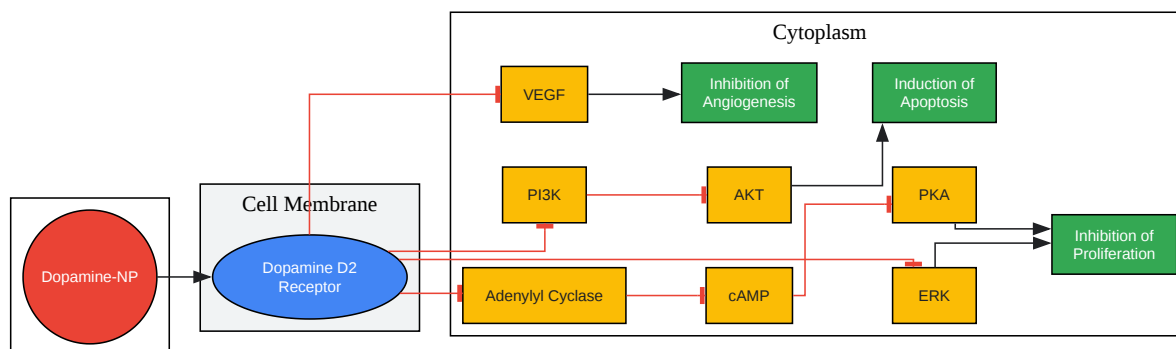 Cytoplasm
VEGF
Inhibition of
Angiogenesis
Induction of
Apoptosis
PI3K
AKT
PKA
Cell Membrane
Dopamine-NP
Dopamine D2
Receptor
Adenylyl Cyclase
cAMP
ERK
Inhibition of
Proliferation